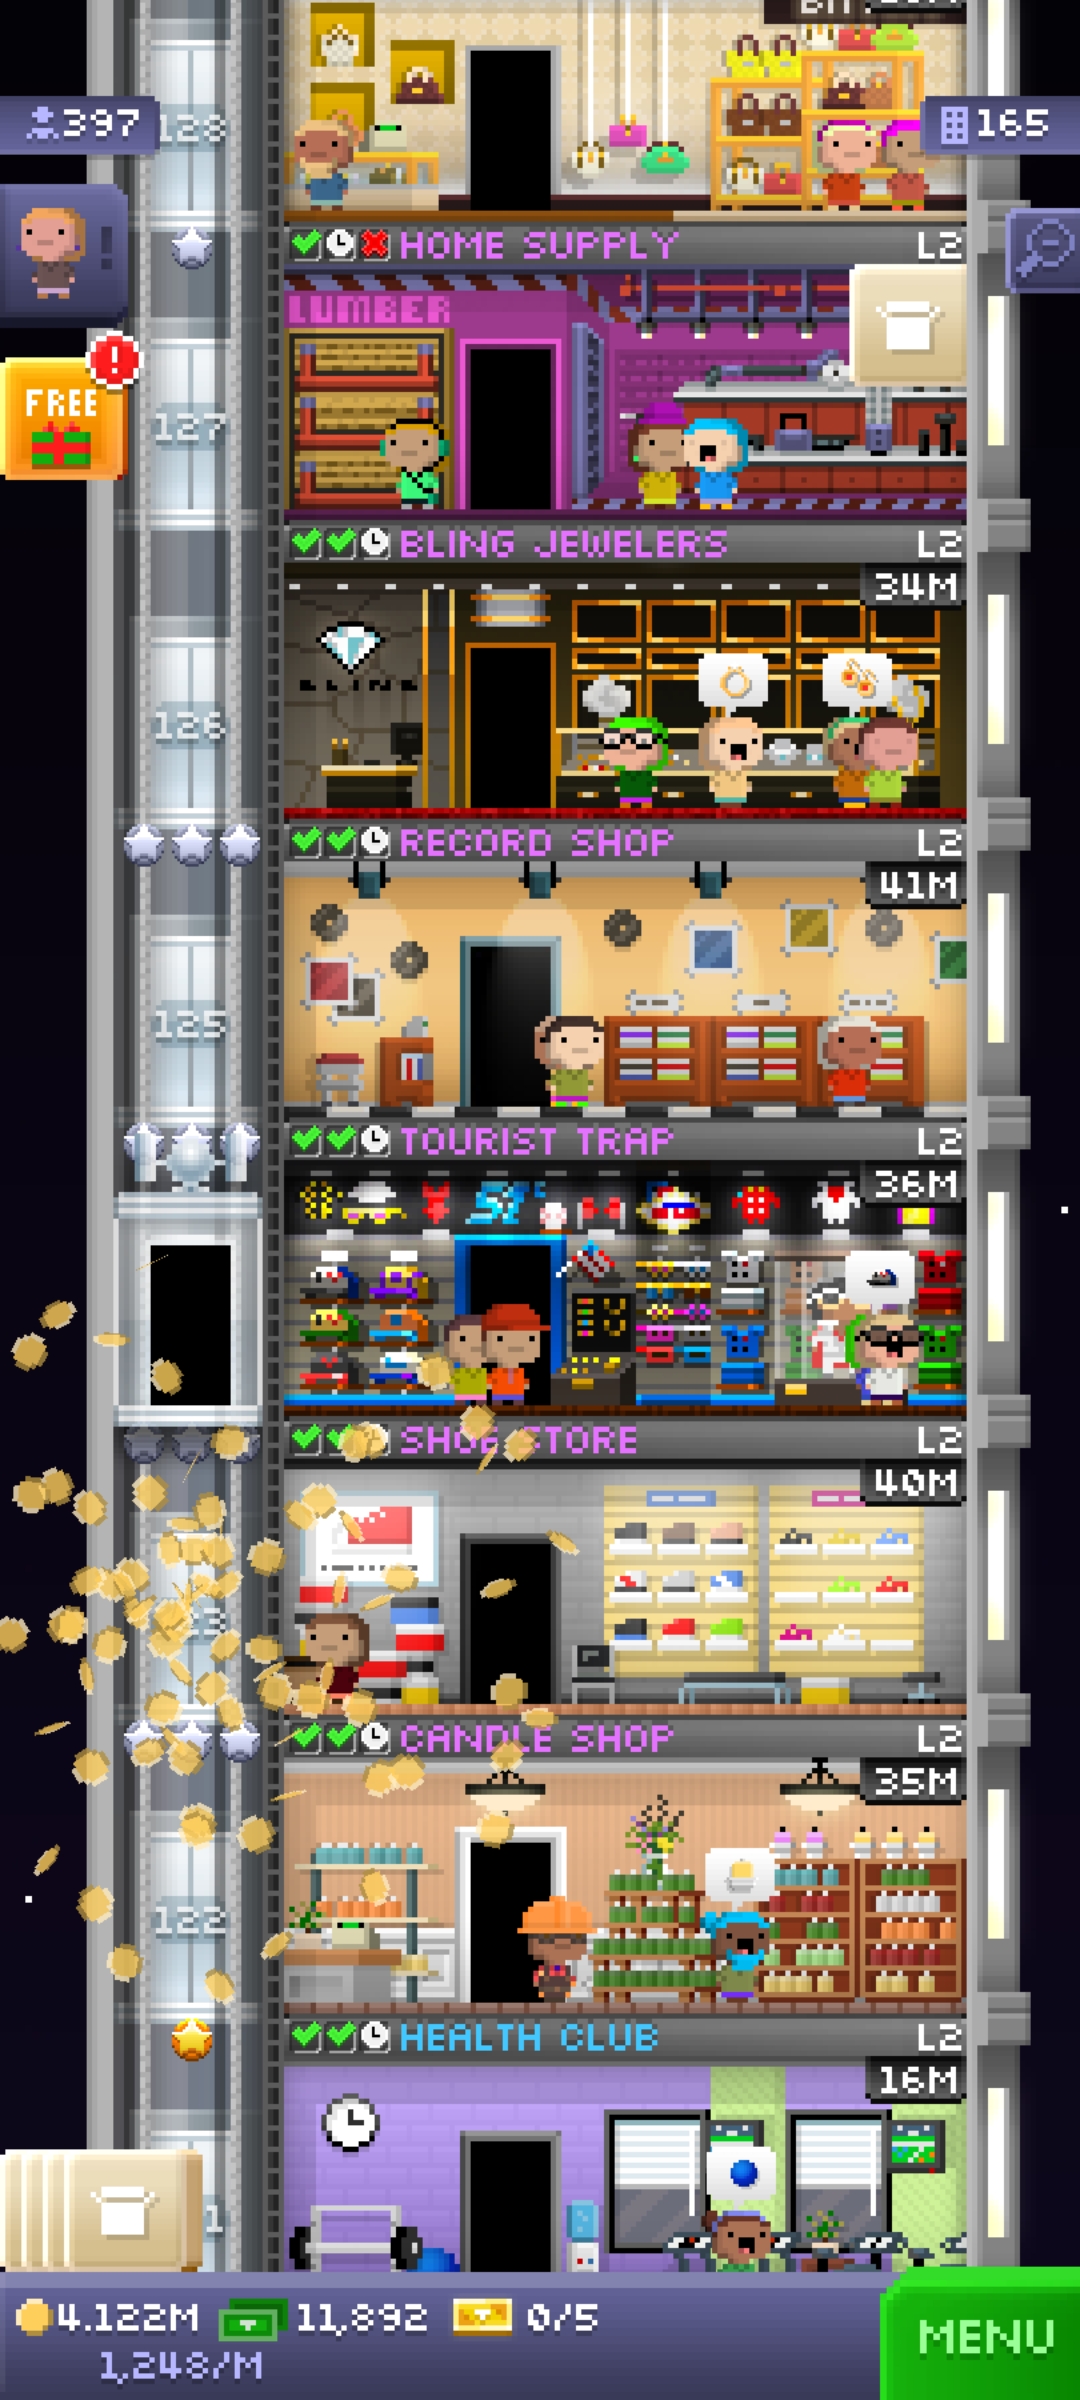 397
128
165
HOME SUPPLY L2
LUMBER
FREE
!
127
BLING JEWELERS L2
34M
BLING
126
RECORD SHOP L2
41M
125
TOURIST TRAP L2
36M
SHOE STORE L2
40M
CANDLE SHOP L2
35M
122
HEALTH CLUB L2
16M
4.122M 11,892 0/5
1,248/M
MENU